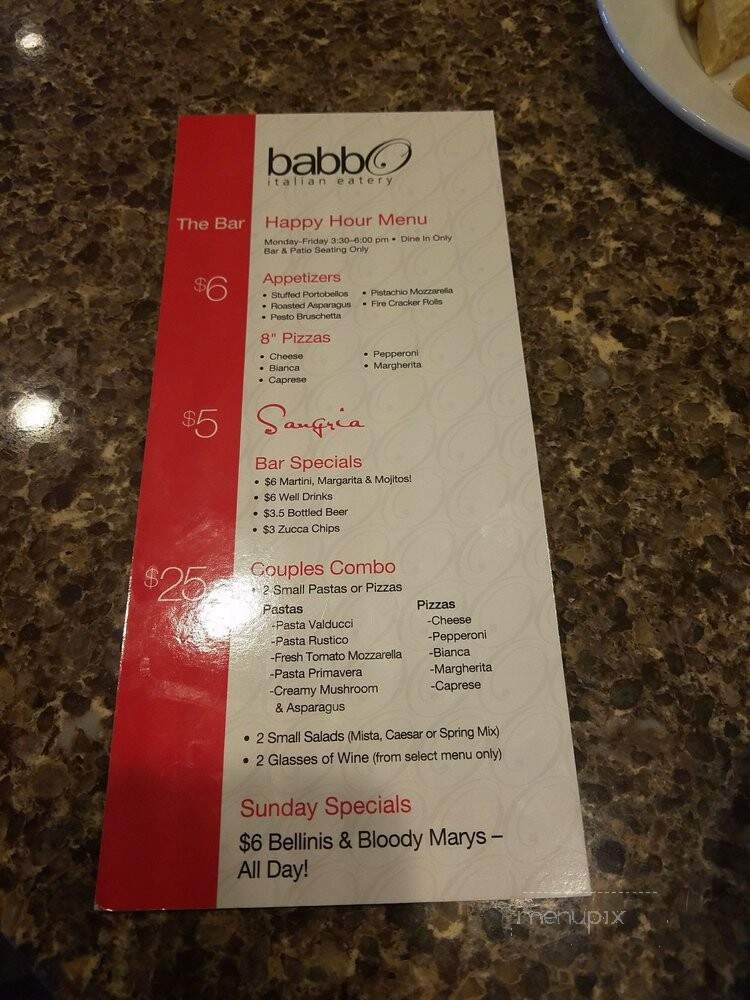 babbo
italian eatery
The Bar
Happy Hour Menu
Monday-Friday 3:30–6:00 pm • Dine In Only
Bar & Patio Seating Only
$6
Appetizers
• Stuffed Portobellos
• Pistachio Mozzarella
• Roasted Asparagus
• Fire Cracker Rolls
• Pesto Bruschetta
8" Pizzas
• Cheese
• Pepperoni
• Bianca
• Margherita
• Caprese
$5
Sangria
Bar Specials
• $6 Martini, Margarita & Mojitos!
• $6 Well Drinks
• $3.5 Bottled Beer
• $3 Zucca Chips
$25
Couples Combo
• 2 Small Pastas or Pizzas
Pastas
-Pasta Valducci
-Pasta Rustico
-Fresh Tomato Mozzarella
-Pasta Primavera
-Creamy Mushroom
& Asparagus
Pizzas
-Cheese
-Pepperoni
-Bianca
-Margherita
-Caprese
• 2 Small Salads (Mista, Caesar or Spring Mix)
• 2 Glasses of Wine (from select menu only)
Sunday Specials
$6 Bellinis & Bloody Marys –
All Day!
menupix